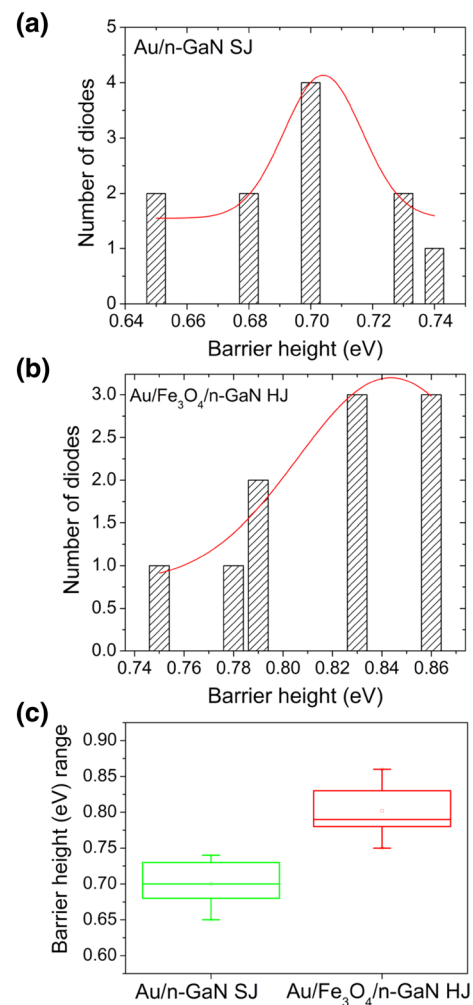 (a)
Au/n-GaN SJ
5
4
3
2
1
0
0.64 0.66 0.68 0.70 0.72 0.74
Number of diodes
Barrier height (eV)
(b)
Au/Fe₃O₄/n-GaN HJ
3.0
2.5
2.0
1.5
1.0
0.5
0.0
0.74 0.76 0.78 0.80 0.82 0.84 0.86
Number of diodes
Barrier height (eV)
(c)
0.90
0.85
0.80
0.75
0.70
0.65
0.60
Barrier height (eV) range
Au/n-GaN SJ Au/Fe₃O₄/n-GaN HJ